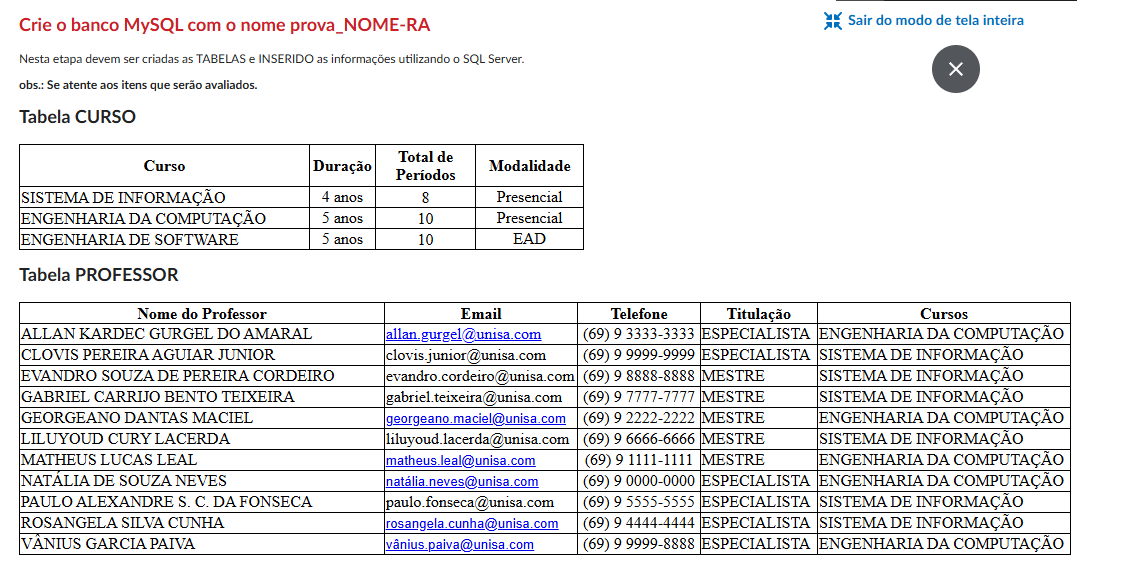 Crie o banco MySQL com o nome prova_NOME-RA
Sair do modo de tela inteira
Nesta etapa devem ser criadas as TABELAS e INSERIDO as informações utilizando o SQL Server.
obs.: Se atente aos itens que serão avaliados.
Tabela CURSO
Curso Duração Total de Períodos Modalidade
SISTEMA DE INFORMAÇÃO 4 anos 8 Presencial
ENGENHARIA DA COMPUTAÇÃO 5 anos 10 Presencial
ENGENHARIA DE SOFTWARE 5 anos 10 EAD
Tabela PROFESSOR
Nome do Professor Email Telefone Titulação Cursos
ALLAN KARDEC GURGEL DO AMARAL allan.gurgel@unisa.com (69) 9 3333-3333 ESPECIALISTA ENGENHARIA DA COMPUTAÇÃO
CLOVIS PEREIRA AGUIAR JUNIOR clovis.junior@unisa.com (69) 9 9999-9999 ESPECIALISTA SISTEMA DE INFORMAÇÃO
EVANDRO SOUZA DE PEREIRA CORDEIRO evandro.cordeiro@unisa.com (69) 9 8888-8888 MESTRE SISTEMA DE INFORMAÇÃO
GABRIEL CARRIJO BENTO TEIXEIRA gabriel.teixeira@unisa.com (69) 9 7777-7777 MESTRE SISTEMA DE INFORMAÇÃO
GEORGEANO DANTAS MACIEL georgeano.maciel@unisa.com (69) 9 2222-2222 MESTRE ENGENHARIA DA COMPUTAÇÃO
LILUYOUD CURY LACERDA liluyoud.lacerda@unisa.com (69) 9 6666-6666 MESTRE SISTEMA DE INFORMAÇÃO
MATHEUS LUCAS LEAL matheus.leal@unisa.com (69) 9 1111-1111 MESTRE ENGENHARIA DA COMPUTAÇÃO
NATÁLIA DE SOUZA NEVES natália.neves@unisa.com (69) 9 0000-0000 ESPECIALISTA ENGENHARIA DA COMPUTAÇÃO
PAULO ALEXANDRE S. C. DA FONSECA paulo.fonseca@unisa.com (69) 9 5555-5555 ESPECIALISTA SISTEMA DE INFORMAÇÃO
ROSANGELA SILVA CUNHA rosangela.cunha@unisa.com (69) 9 4444-4444 ESPECIALISTA SISTEMA DE INFORMAÇÃO
VÂNIUS GARCIA PAIVA vânius.paiva@unisa.com (69) 9 9999-8888 ESPECIALISTA ENGENHARIA DA COMPUTAÇÃO